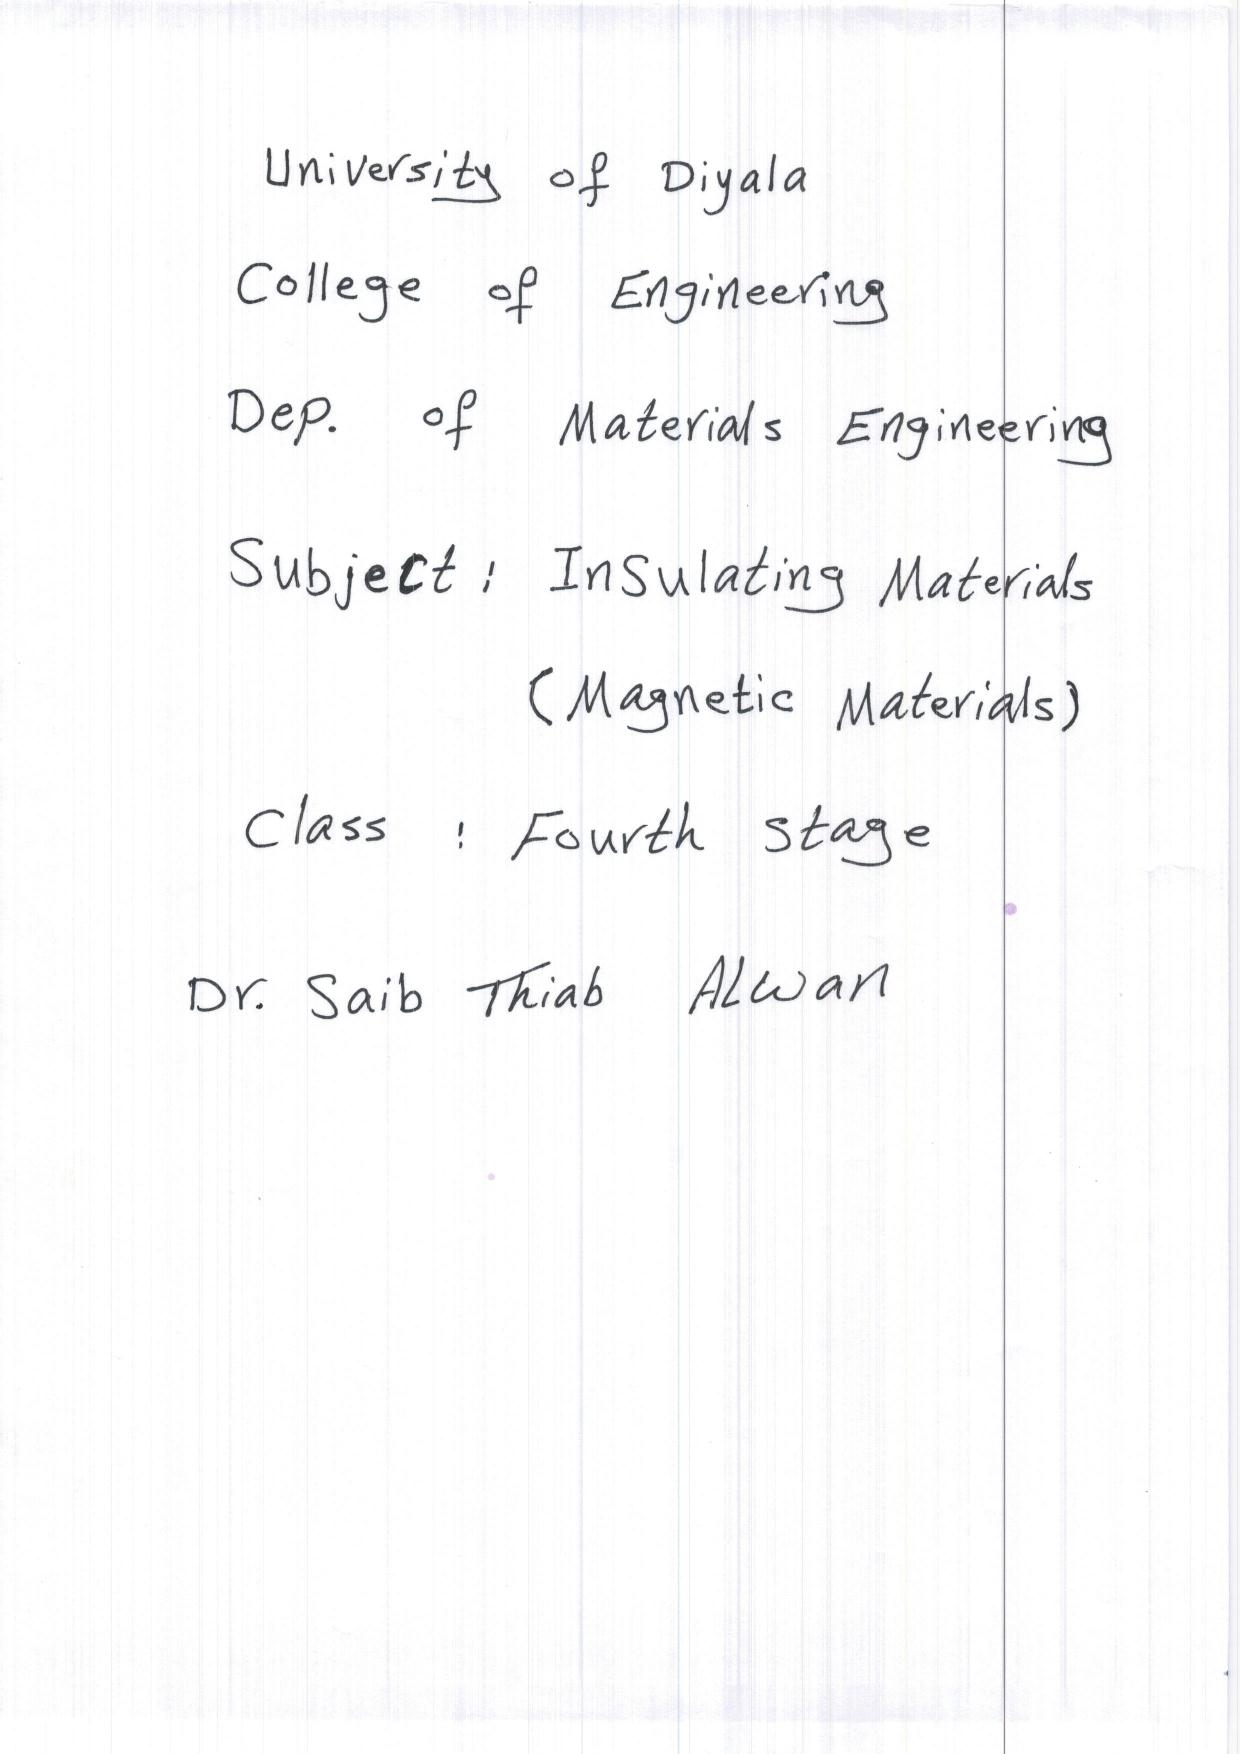 University of Diyala
College of Engineering
Dep. of Materials Engineering
Subject: Insulating Materials
(Magnetic Materials)
Class : Fourth stage
Dr. Saib Thiab ALwan